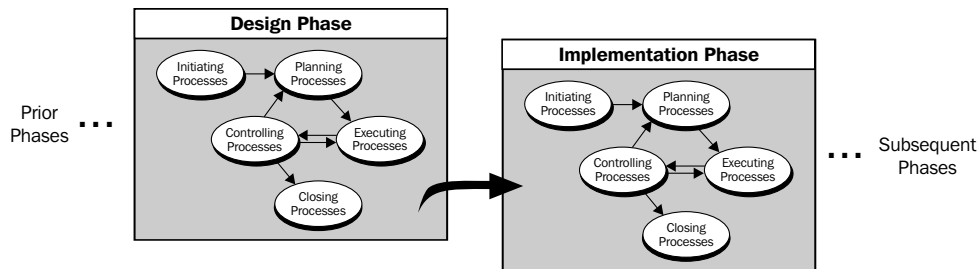 Design Phase
Initiating
Processes
Planning
Processes
Controlling
Processes
Executing
Processes
Closing
Processes
Prior
Phases
...
Implementation Phase
Initiating
Processes
Planning
Processes
Controlling
Processes
Executing
Processes
Closing
Processes
...
Subsequent
Phases